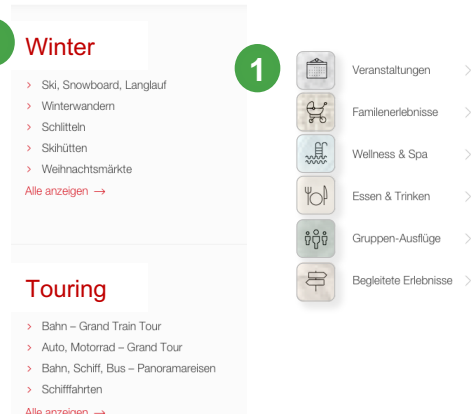 Winter
Ski, Snowboard, Langlauf
Winterwandern
Schlitteln
Skihütten
Weihnachtsmärkte
Alle anzeigen →
Touring
Bahn – Grand Train Tour
Auto, Motorrad – Grand Tour
Bahn, Schiff, Bus – Panoramareisen
Schifffahrten
Alle anzeigen →
1
Veranstaltungen
Familenerlebnisse
Wellness & Spa
Essen & Trinken
Gruppen-Ausflüge
Begleitete Erlebnisse